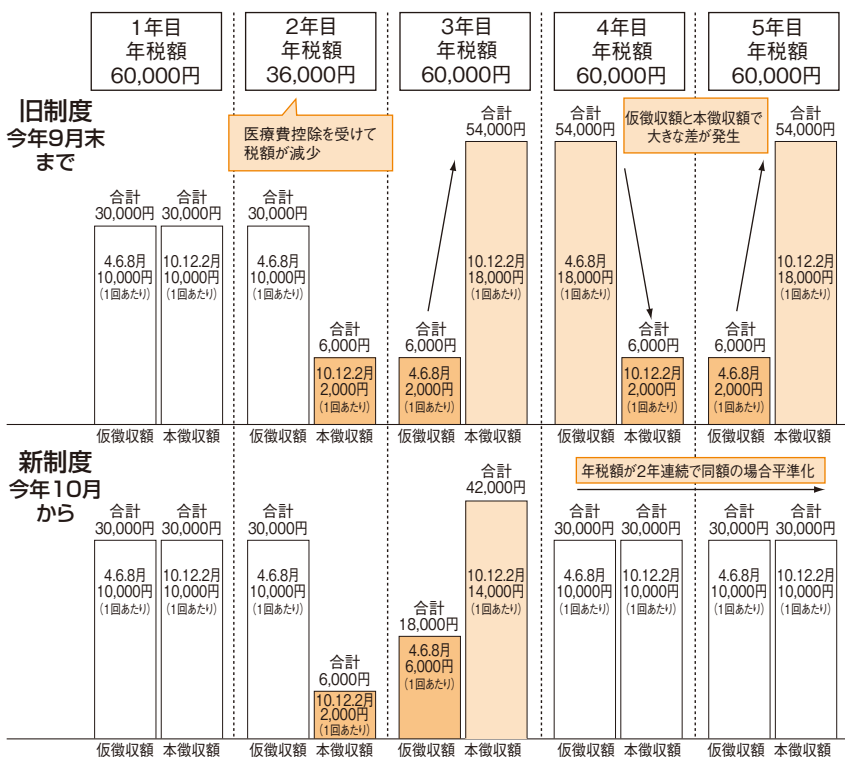 1年目
年税額
60,000円
2年目
年税額
36,000円
3年目
年税額
60,000円
4年目
年税額
60,000円
5年目
年税額
60,000円
旧制度
今年9月末
まで
医療費控除を受けて
税額が減少
仮徴収額と本徴収額で
大きな差が発生
合計
30,000円
4.6.8月
10,000円
(1回あたり)
合計
30,000円
10.12.2月
10,000円
(1回あたり)
合計
30,000円
4.6.8月
10,000円
(1回あたり)
合計
6,000円
10.12.2月
2,000円
(1回あたり)
合計
6,000円
4.6.8月
2,000円
(1回あたり)
合計
54,000円
10.12.2月
18,000円
(1回あたり)
合計
54,000円
4.6.8月
18,000円
(1回あたり)
合計
6,000円
10.12.2月
2,000円
(1回あたり)
合計
6,000円
4.6.8月
2,000円
(1回あたり)
合計
54,000円
10.12.2月
18,000円
(1回あたり)
仮徴収額 本徴収額 仮徴収額 本徴収額 仮徴収額 本徴収額 仮徴収額 本徴収額 仮徴収額 本徴収額
新制度
今年10月
から
年税額が2年連続で同額の場合平準化
合計
30,000円
4.6.8月
10,000円
(1回あたり)
合計
30,000円
10.12.2月
10,000円
(1回あたり)
合計
30,000円
4.6.8月
10,000円
(1回あたり)
合計
6,000円
10.12.2月
2,000円
(1回あたり)
合計
18,000円
4.6.8月
6,000円
(1回あたり)
合計
42,000円
10.12.2月
14,000円
(1回あたり)
合計
30,000円
4.6.8月
10,000円
(1回あたり)
合計
30,000円
10.12.2月
10,000円
(1回あたり)
合計
30,000円
4.6.8月
10,000円
(1回あたり)
合計
30,000円
10.12.2月
10,000円
(1回あたり)
仮徴収額 本徴収額 仮徴収額 本徴収額 仮徴収額 本徴収額 仮徴収額 本徴収額 仮徴収額 本徴収額